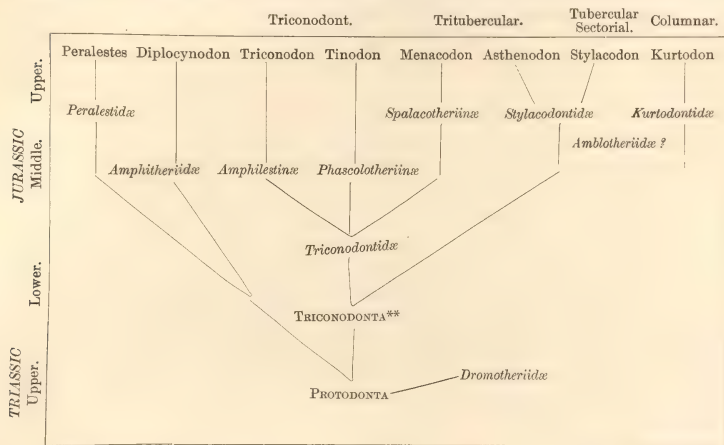 Triconodont. Tritubercular. Tubercular Sectorial. Columnar.
Peralestes Diplocynodon Triconodon Tinodon Menacodon Asthenodon Stylacodon Kurtodon
Upper.
Peralestidæ Spalacotheriinæ Stylacodontidæ Kurtodontidæ
Amblotheriidæ ?
JURASSIC
Middle.
Amphitheriidæ Amphilestinæ Phascolotheriinæ
Triconodontidæ
Lower.
TRICONODONTA**
TRIASSIC
Upper.
Dromotheriidæ
PROTODONTA